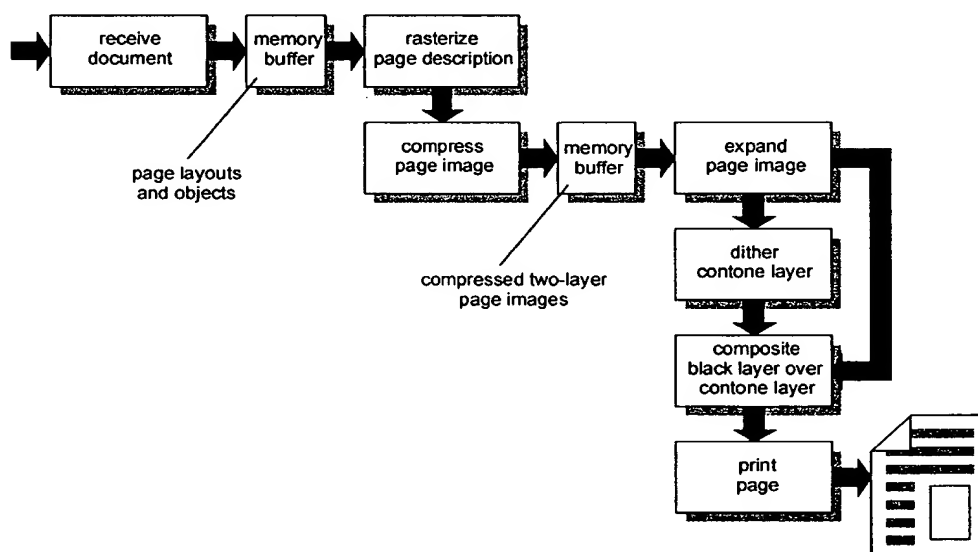 receive
document
memory
buffer
rasterize
page description
page layouts
and objects
compress
page image
memory
buffer
expand
page image
compressed two-layer
page images
dither
contone layer
composite
black layer over
contone layer
print
page